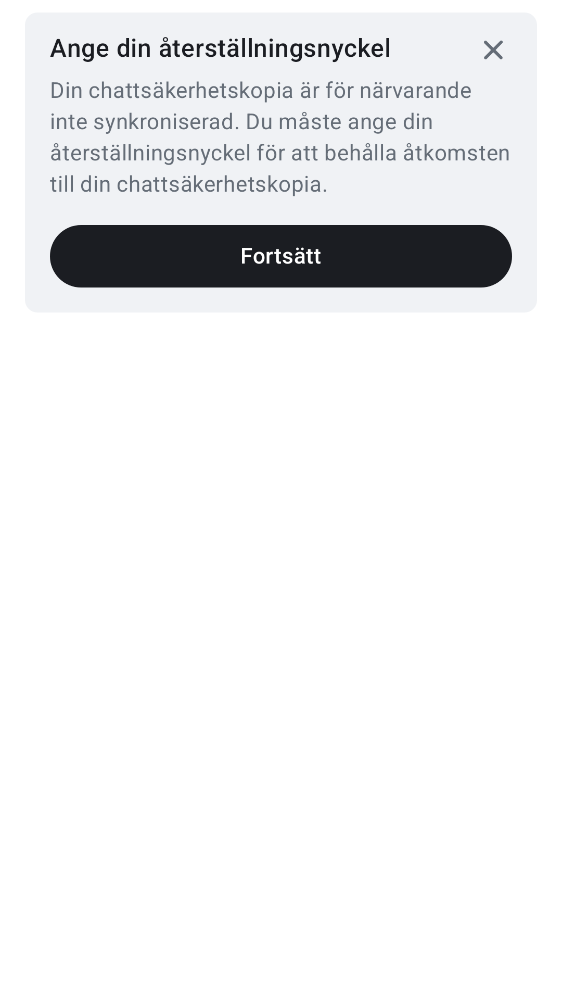 Ange din återställningsnyckel
Din chattsäkerhetskopia är för närvarande
inte synkroniserad. Du måste ange din
återställningsnyckel för att behålla åtkomsten
till din chattsäkerhetskopia.
Fortsätt